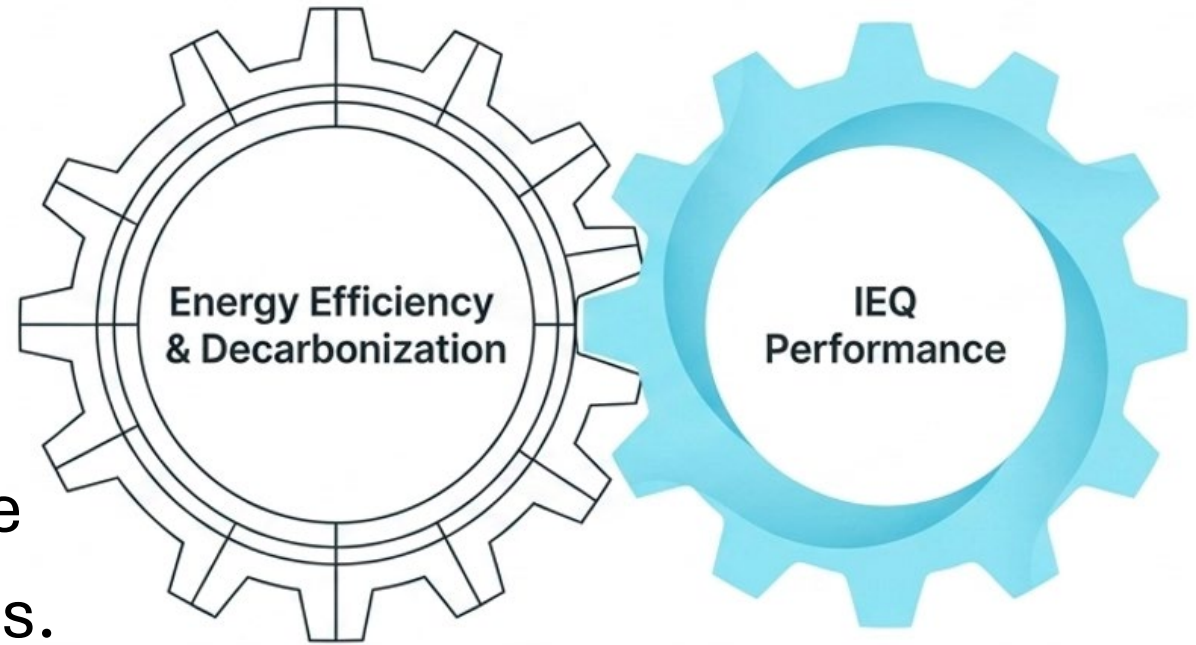 Energy Efficiency
& Decarbonization
IEQ
Performance
e
s.